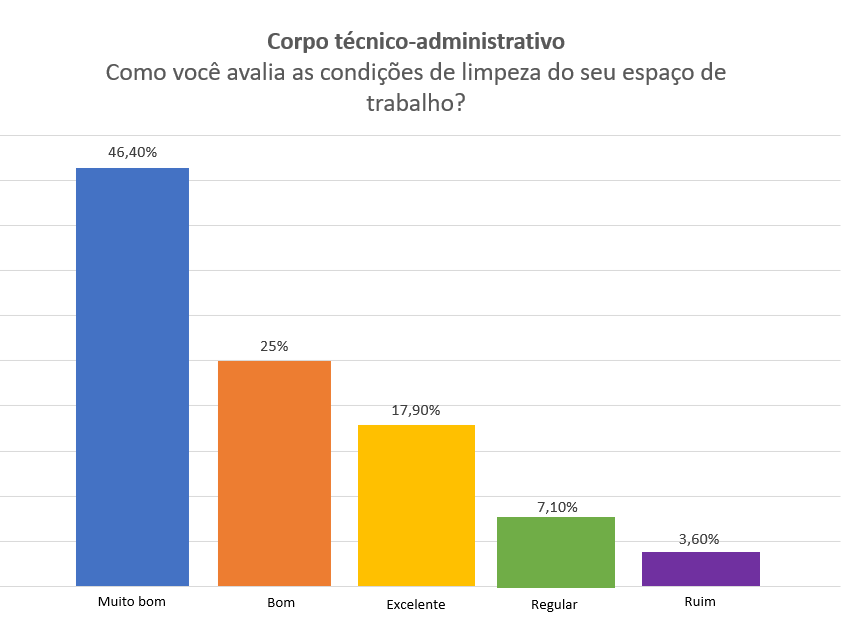 Corpo técnico-administrativo
Como você avalia as condições de limpeza do seu espaço de
trabalho?
46,40%
25%
17,90%
7,10%
3,60%
Muito bom
Bom
Excelente
Regular
Ruim